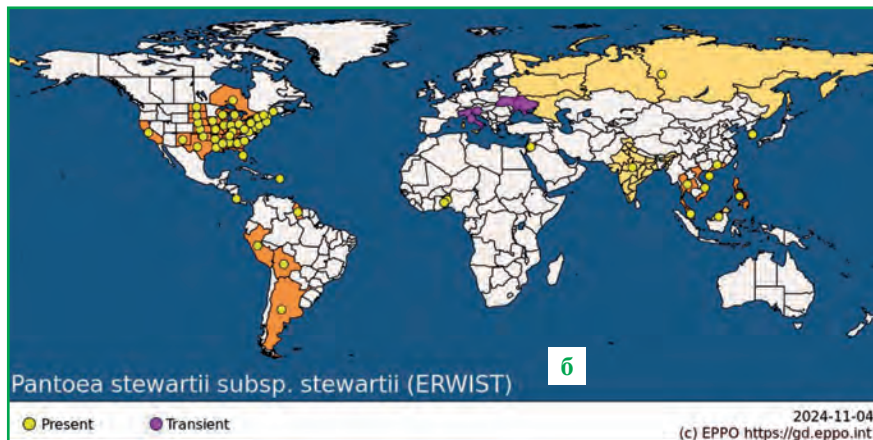 б
Pantoea stewartii subsp. stewartii (ERWIST)
Present
Transient
2024-11-04
(c) EPPO https://gd.eppo.int